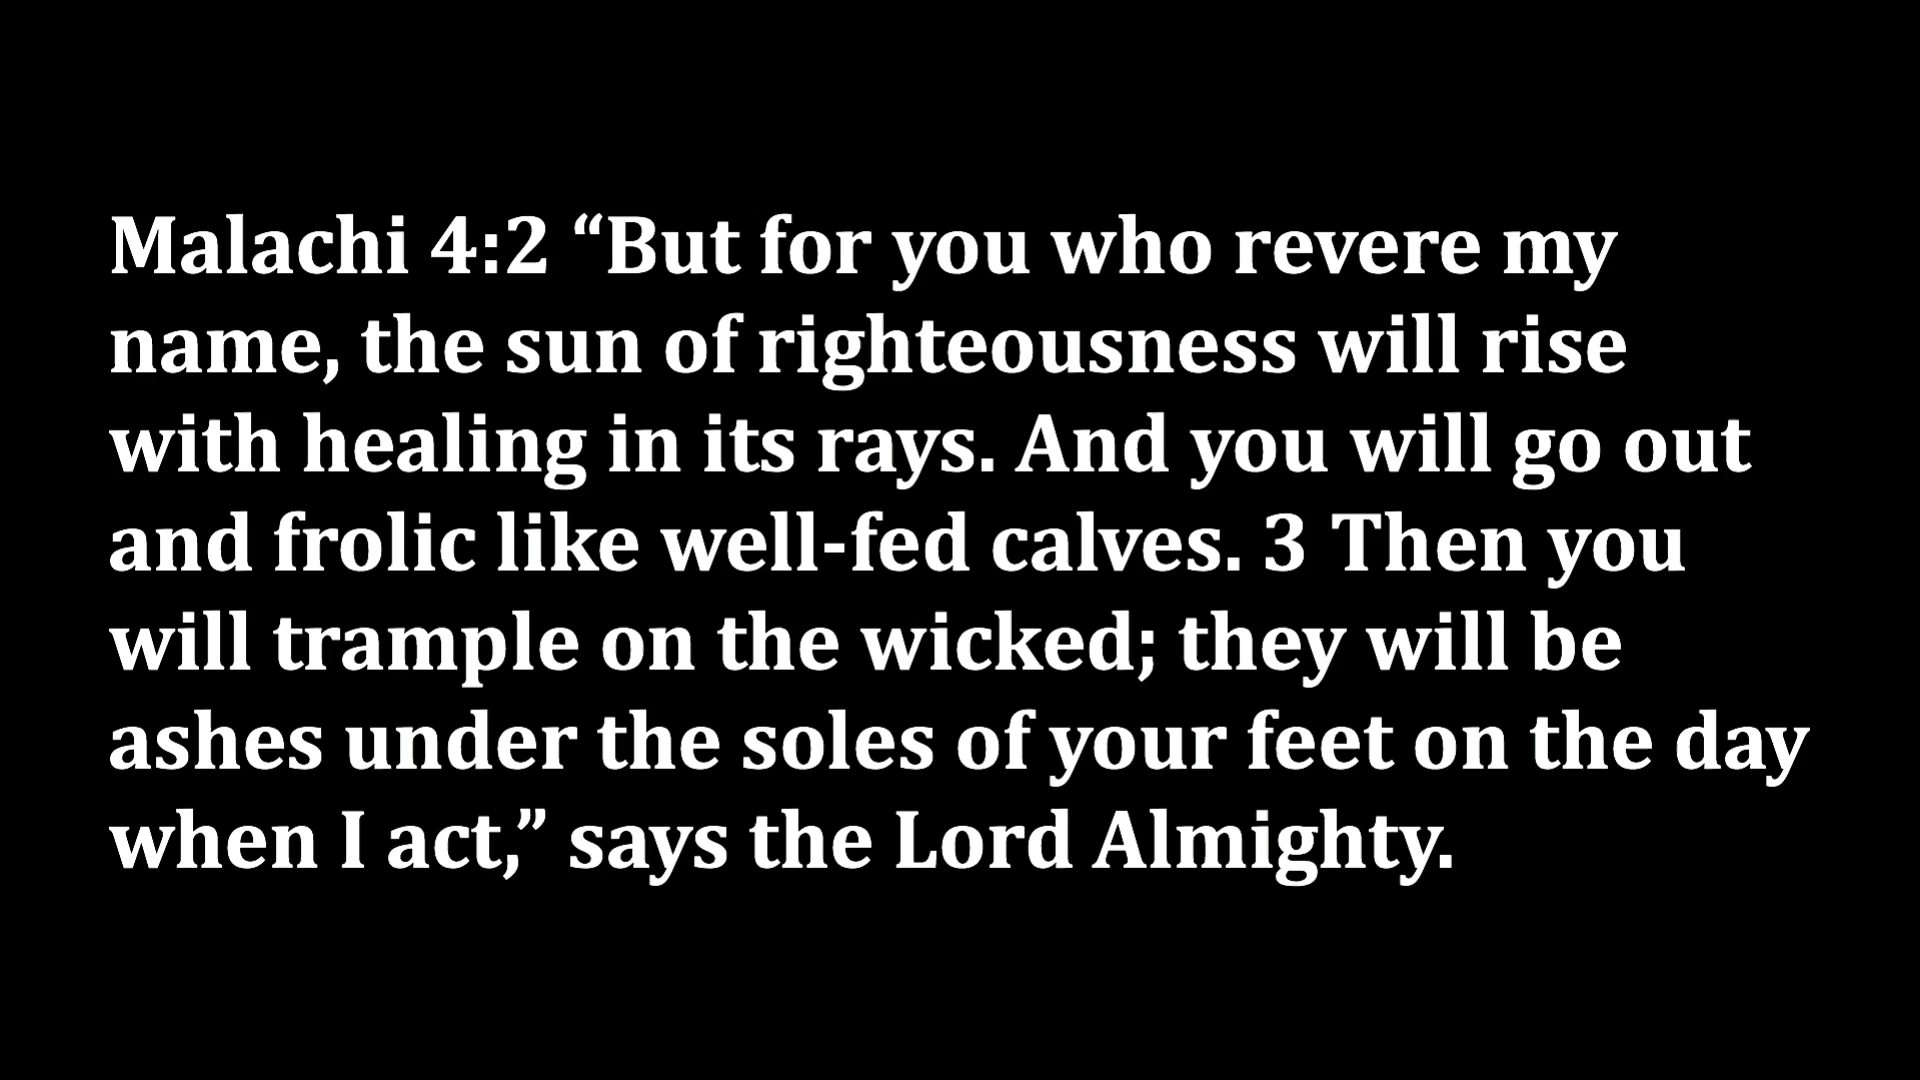 Malachi 4:2 “But for you who revere my
name, the sun of righteousness will rise
with healing in its rays. And you will go out
and frolic like well-fed calves. 3 Then you
will trample on the wicked; they will be
ashes under the soles of your feet on the day
when I act,” says the Lord Almighty.